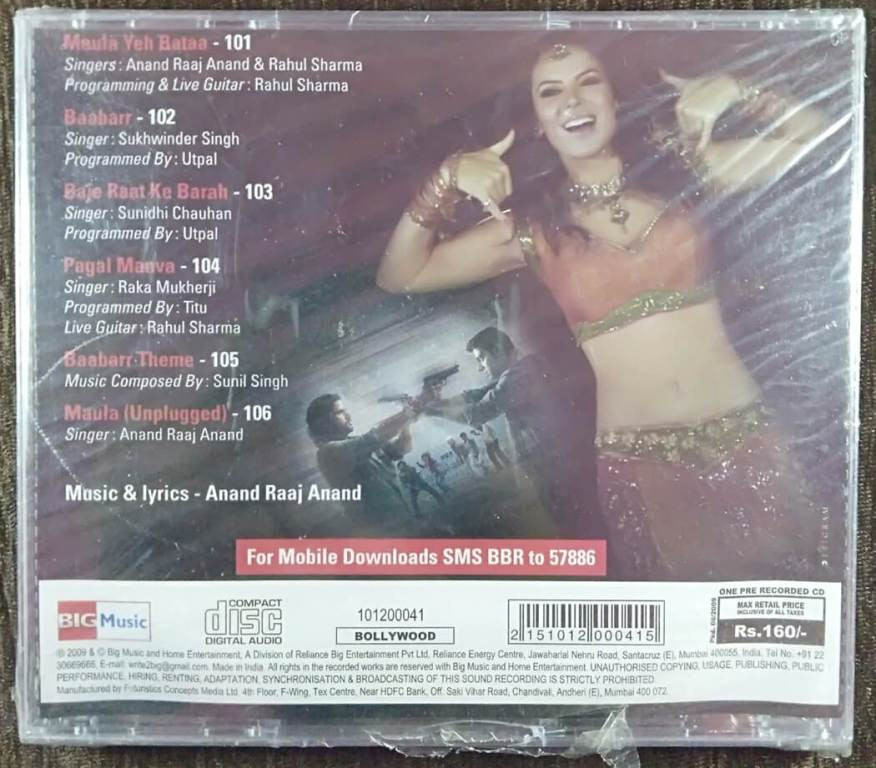 Maula Yeh Bataa - 101
Singers : Anand Raaj Anand & Rahul Sharma
Programming & Live Guitar : Rahul Sharma
Baabarr - 102
Singer : Sukhwinder Singh
Programmed By : Utpal
Baje Raat Ke Barah - 103
Singer : Sunidhi Chauhan
Programmed By : Utpal
Pagal Manva - 104
Singer : Raka Mukherji
Programmed By : Titu
Live Guitar : Rahul Sharma
Baabarr Theme - 105
Music Composed By : Sunil Singh
Maula (Unplugged) - 106
Singer : Anand Raaj Anand
Music & lyrics - Anand Raaj Anand
For Mobile Downloads SMS BBR to 57886
BIG Music
COMPACT
disc
DIGITAL AUDIO
101200041
BOLLYWOOD
2 151012 000415
ONE PRE RECORDED CD
MAX RETAIL PRICE
INCLUSIVE OF ALL TAXES
Rs.160/-
℗ 2009 & © Big Music and Home Entertainment, A Division of Reliance Big Entertainment Pvt Ltd, Reliance Energy Centre, Jawaharlal Nehru Road, Santacruz (E), Mumbai 400055, India. Tel No. +91 22
30669666, E-mail: write2big@gmail.com. Made in India. All rights in the recorded works are reserved with Big Music and Home Entertainment. UNAUTHORISED COPYING, USAGE, PUBLISHING, PUBLIC
PERFORMANCE, HIRING, RENTING, ADAPTATION, SYNCHRONISATION & BROADCASTING OF THIS SOUND RECORDING IS STRICTLY PROHIBITED.
Manufactured by Futuristics Concepts Media Ltd. 4th Floor, F-Wing, Tex Centre, Near HDFC Bank, Off. Saki Vihar Road, Chandivali, Andheri (E), Mumbai 400 072.